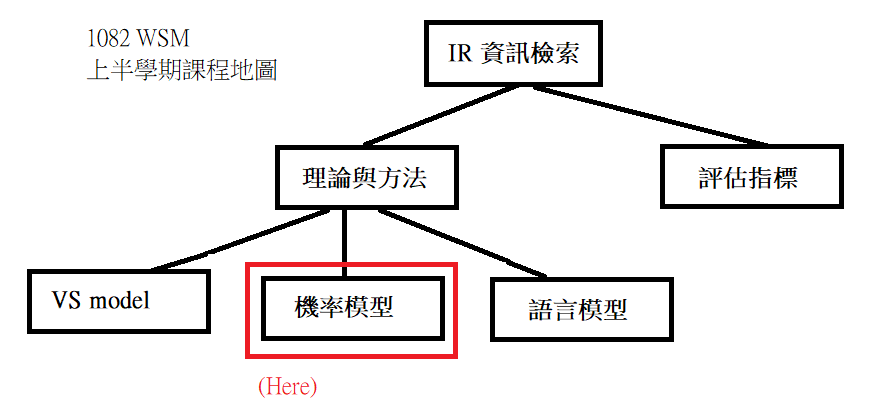 1082 WSM
上半學期課程地圖
IR 資訊檢索
理論與方法
評估指標
VS model
機率模型
語言模型
(Here)